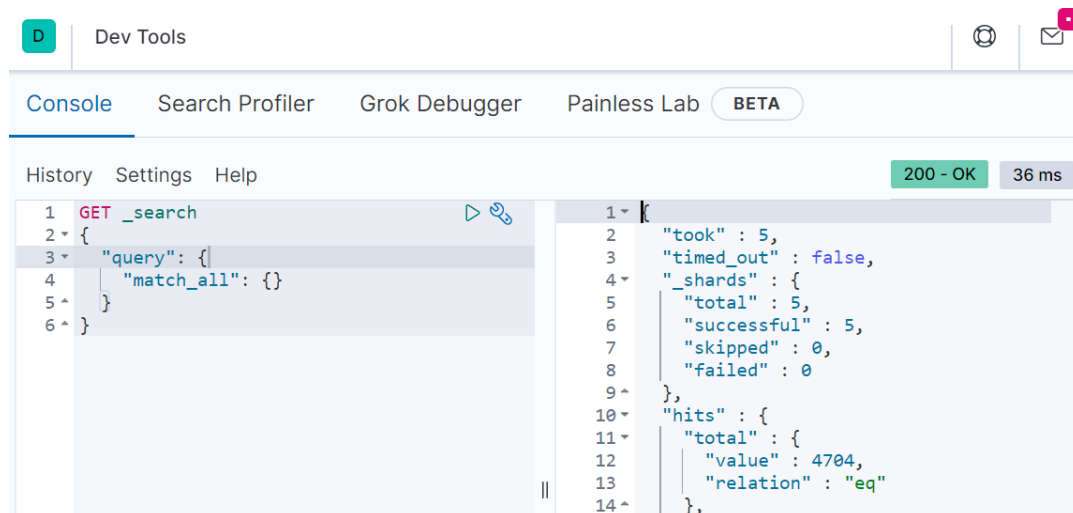 D Dev Tools
Console Search Profiler Grok Debugger Painless Lab BETA
History Settings Help 200 - OK 36 ms
1 GET _search
2 {
3 "query": {
4 "match_all": {}
5 }
6 }
1 {
2 "took" : 5,
3 "timed_out" : false,
4 "_shards" : {
5 "total" : 5,
6 "successful" : 5,
7 "skipped" : 0,
8 "failed" : 0
9 },
10 "hits" : {
11 "total" : {
12 "value" : 4704,
13 "relation" : "eq"
14 },